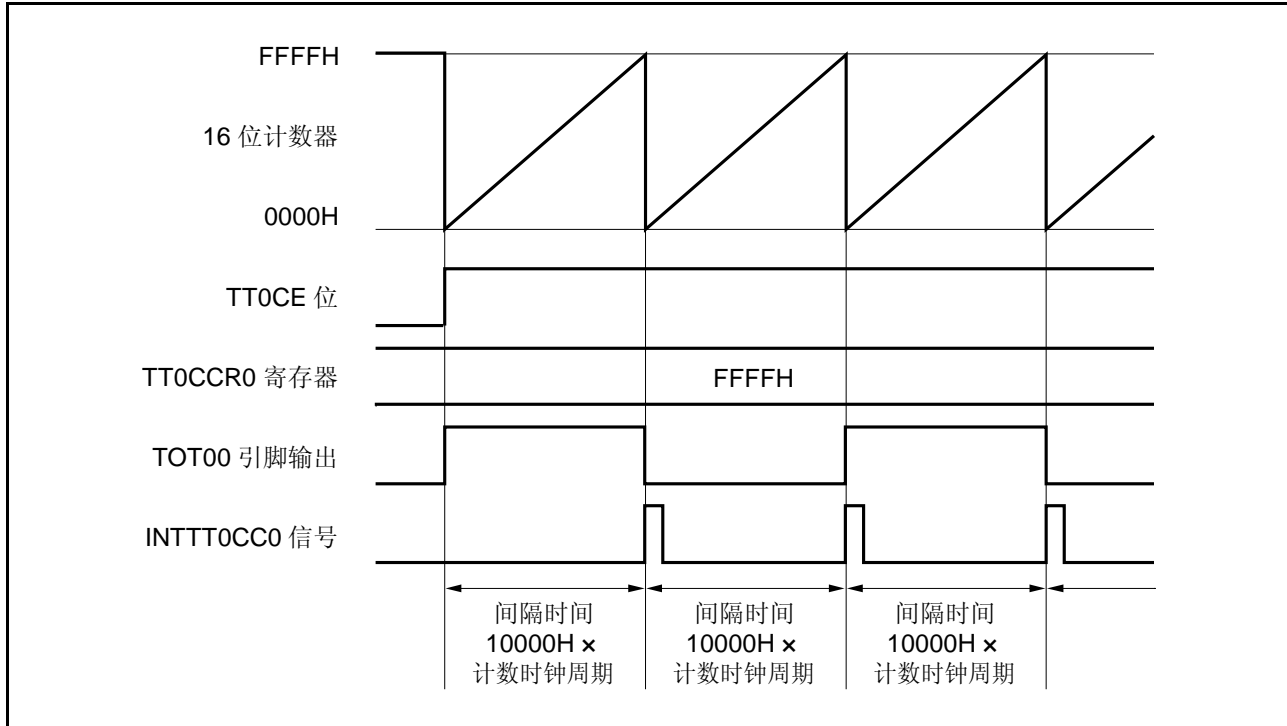 FFFFH
16 位计数器
0000H
TT0CE 位
TT0CCR0 寄存器
FFFFH
TOT00 引脚输出
INTTT0CC0 信号
间隔时间
10000H ×
计数时钟周期
间隔时间
10000H ×
计数时钟周期
间隔时间
10000H ×
计数时钟周期